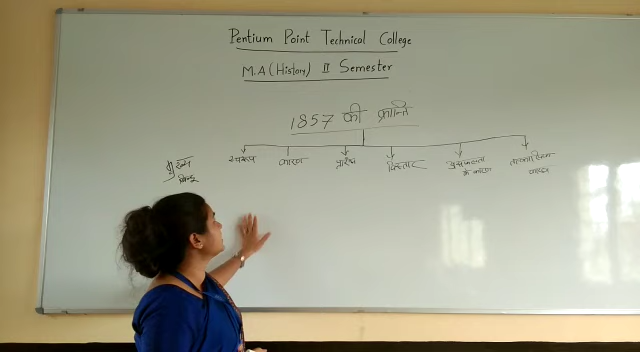 Pentium Point Technical College
M.A (History) II Semester
1857 की क्रान्ति
मुख्य बिन्दु
स्वरूप कारण प्रारंभ विस्तार असफलता के कारण तात्कालिक कारण